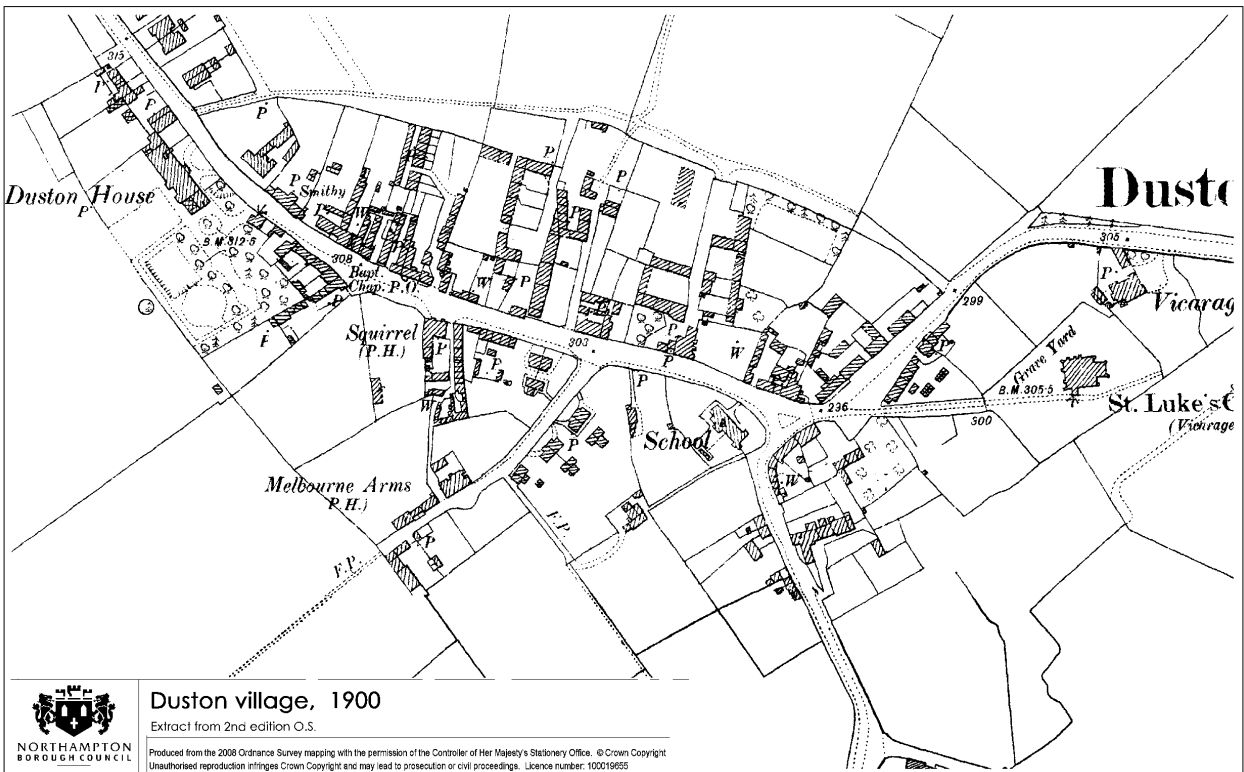 315
P
P
P
Duston House
P
P
Smithy
P
W
P
B.M.312·5
308
Bapt.
Chap.
P.O.
P
P
Squirrel
(P.H.)
P
P
W
P
W
P
P
P
P
303
P
P
W
P
School
Melbourne Arms
P.H.)
P
P
F.P.
F.P.
W
296
299
P
300
Grave Yard
B.M.305·5
305
P
Dusto
Vicarag
St. Luke's C
(Vicarage
NORTHAMPTON
BOROUGH COUNCIL
Duston village, 1900
Extract from 2nd edition O.S.
Produced from the 2008 Ordnance Survey mapping with the permission of the Controller of Her Majesty's Stationery Office. © Crown Copyright
Unauthorised reproduction infringes Crown Copyright and may lead to prosecution or civil proceedings. Licence number: 100019655